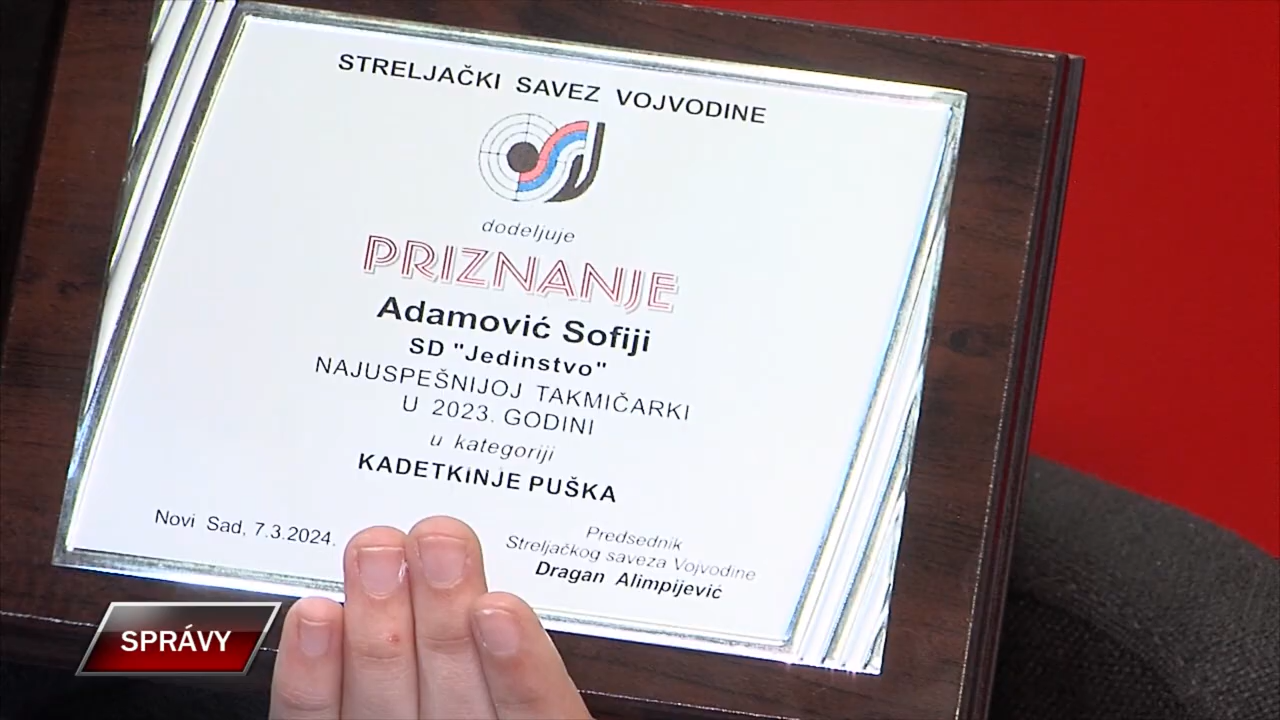 STRELJAČKI SAVEZ VOJVODINE
dodeljuje
PRIZNANJE
Adamović Sofiji
SD "Jedinstvo"
NAJUSPEŠNIJOJ TAKMIČARKI
U 2023. GODINI
u kategoriji
KADETKINJE PUŠKA
Novi Sad, 7.3.2024.
Predsednik
Streljačkog saveza Vojvodine
Dragan Alimpijević
SPRÁVY